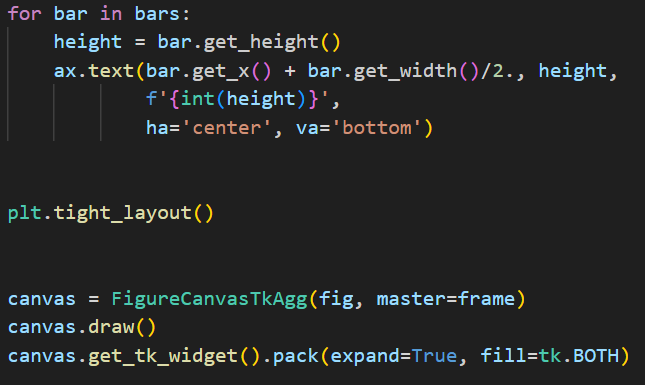 for bar in bars:
    height = bar.get_height()
    ax.text(bar.get_x() + bar.get_width()/2., height,
            f'{int(height)}',
            ha='center', va='bottom')
plt.tight_layout()
canvas = FigureCanvasTkAgg(fig, master=frame)
canvas.draw()
canvas.get_tk_widget().pack(expand=True, fill=tk.BOTH)